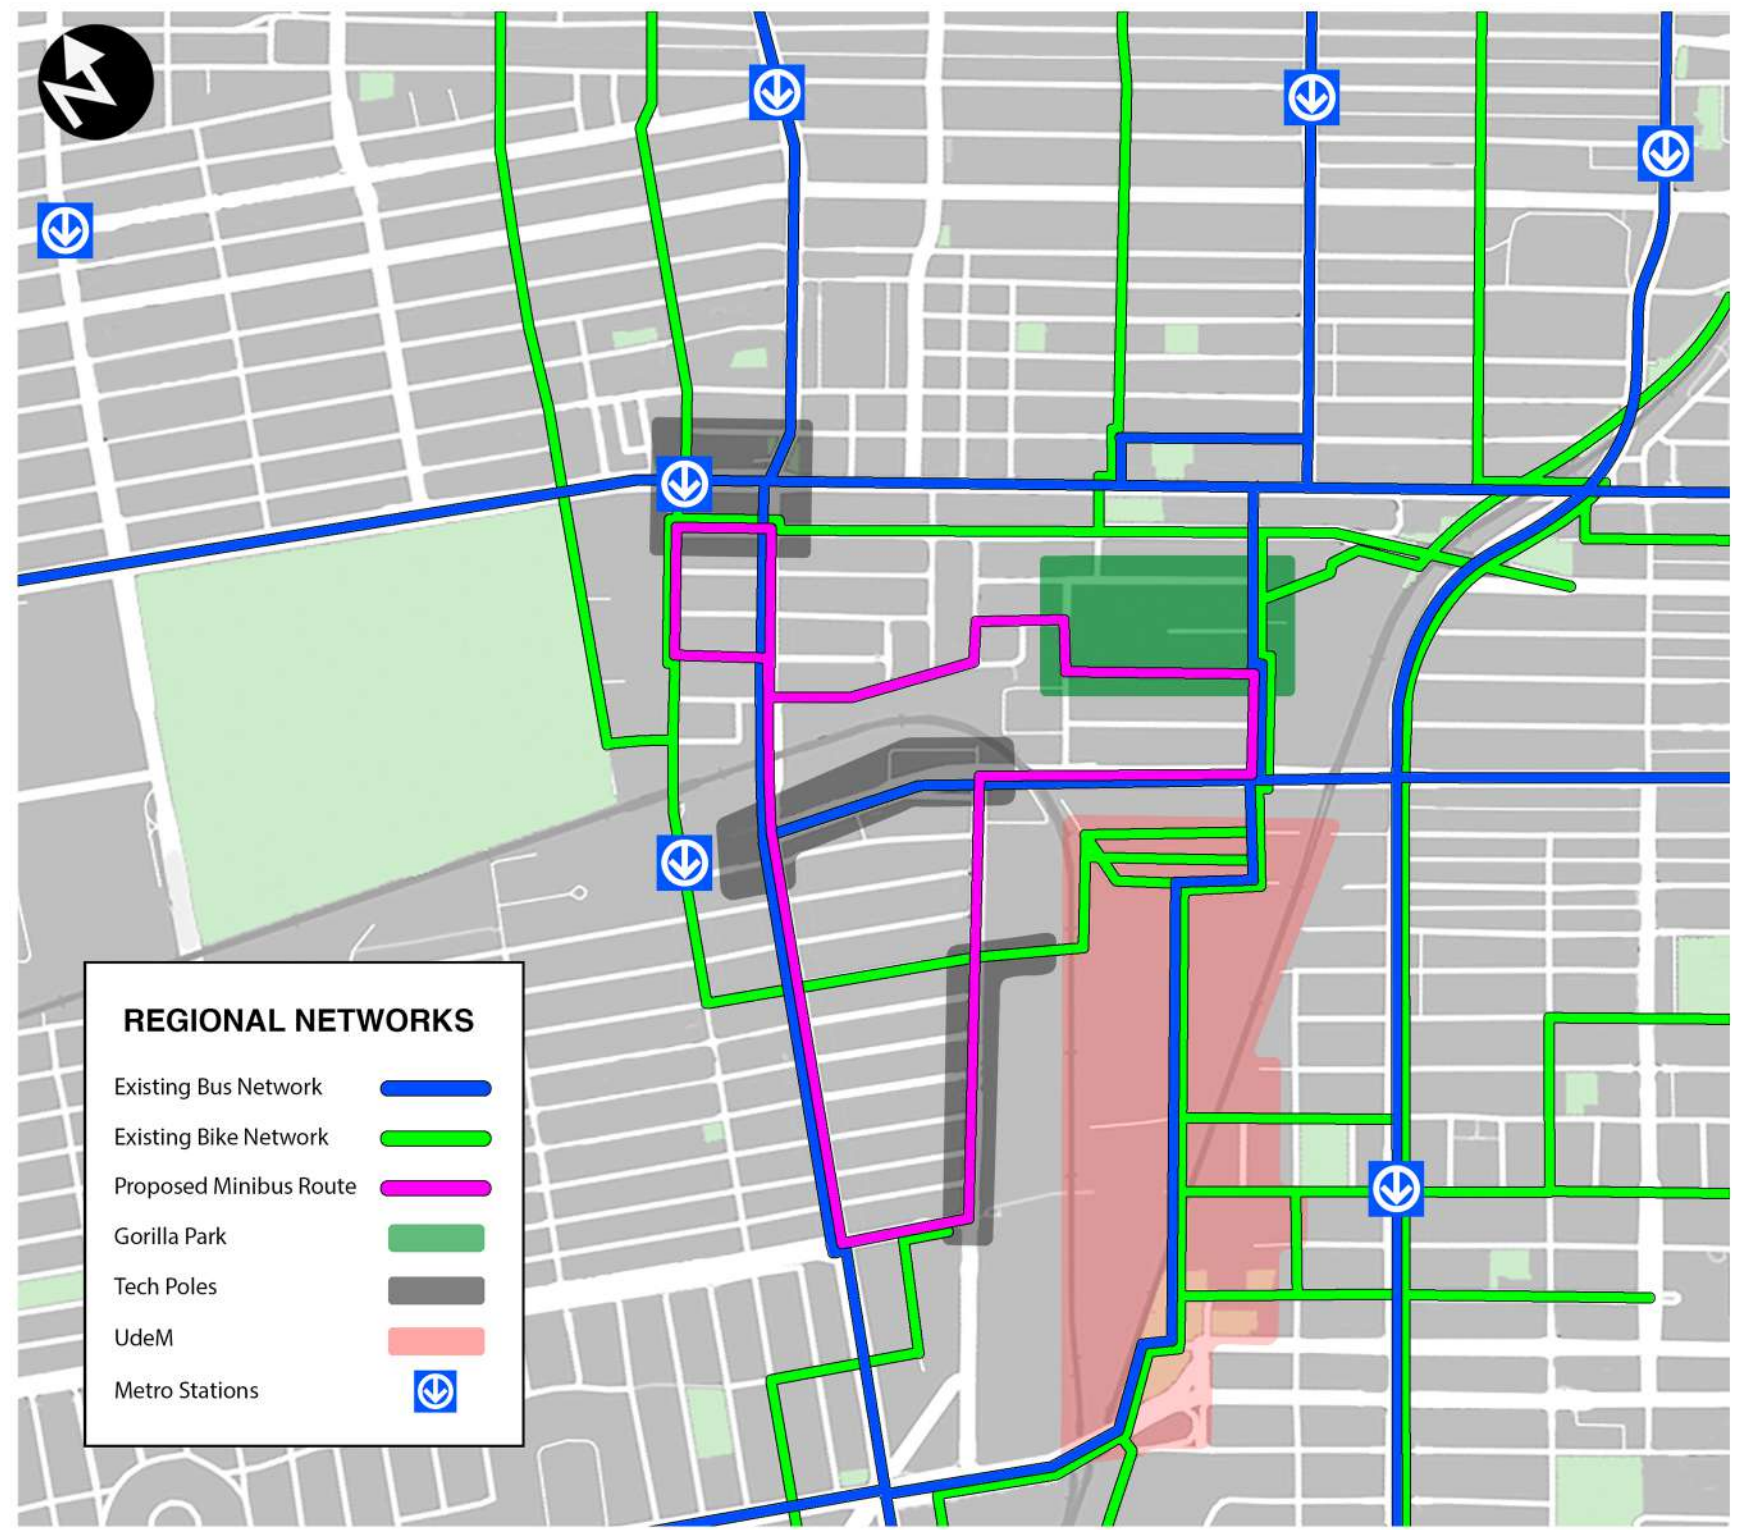 REGIONAL NETWORKS
Existing Bus Network
Existing Bike Network
Proposed Minibus Route
Gorilla Park
Tech Poles
UdeM
Metro Stations